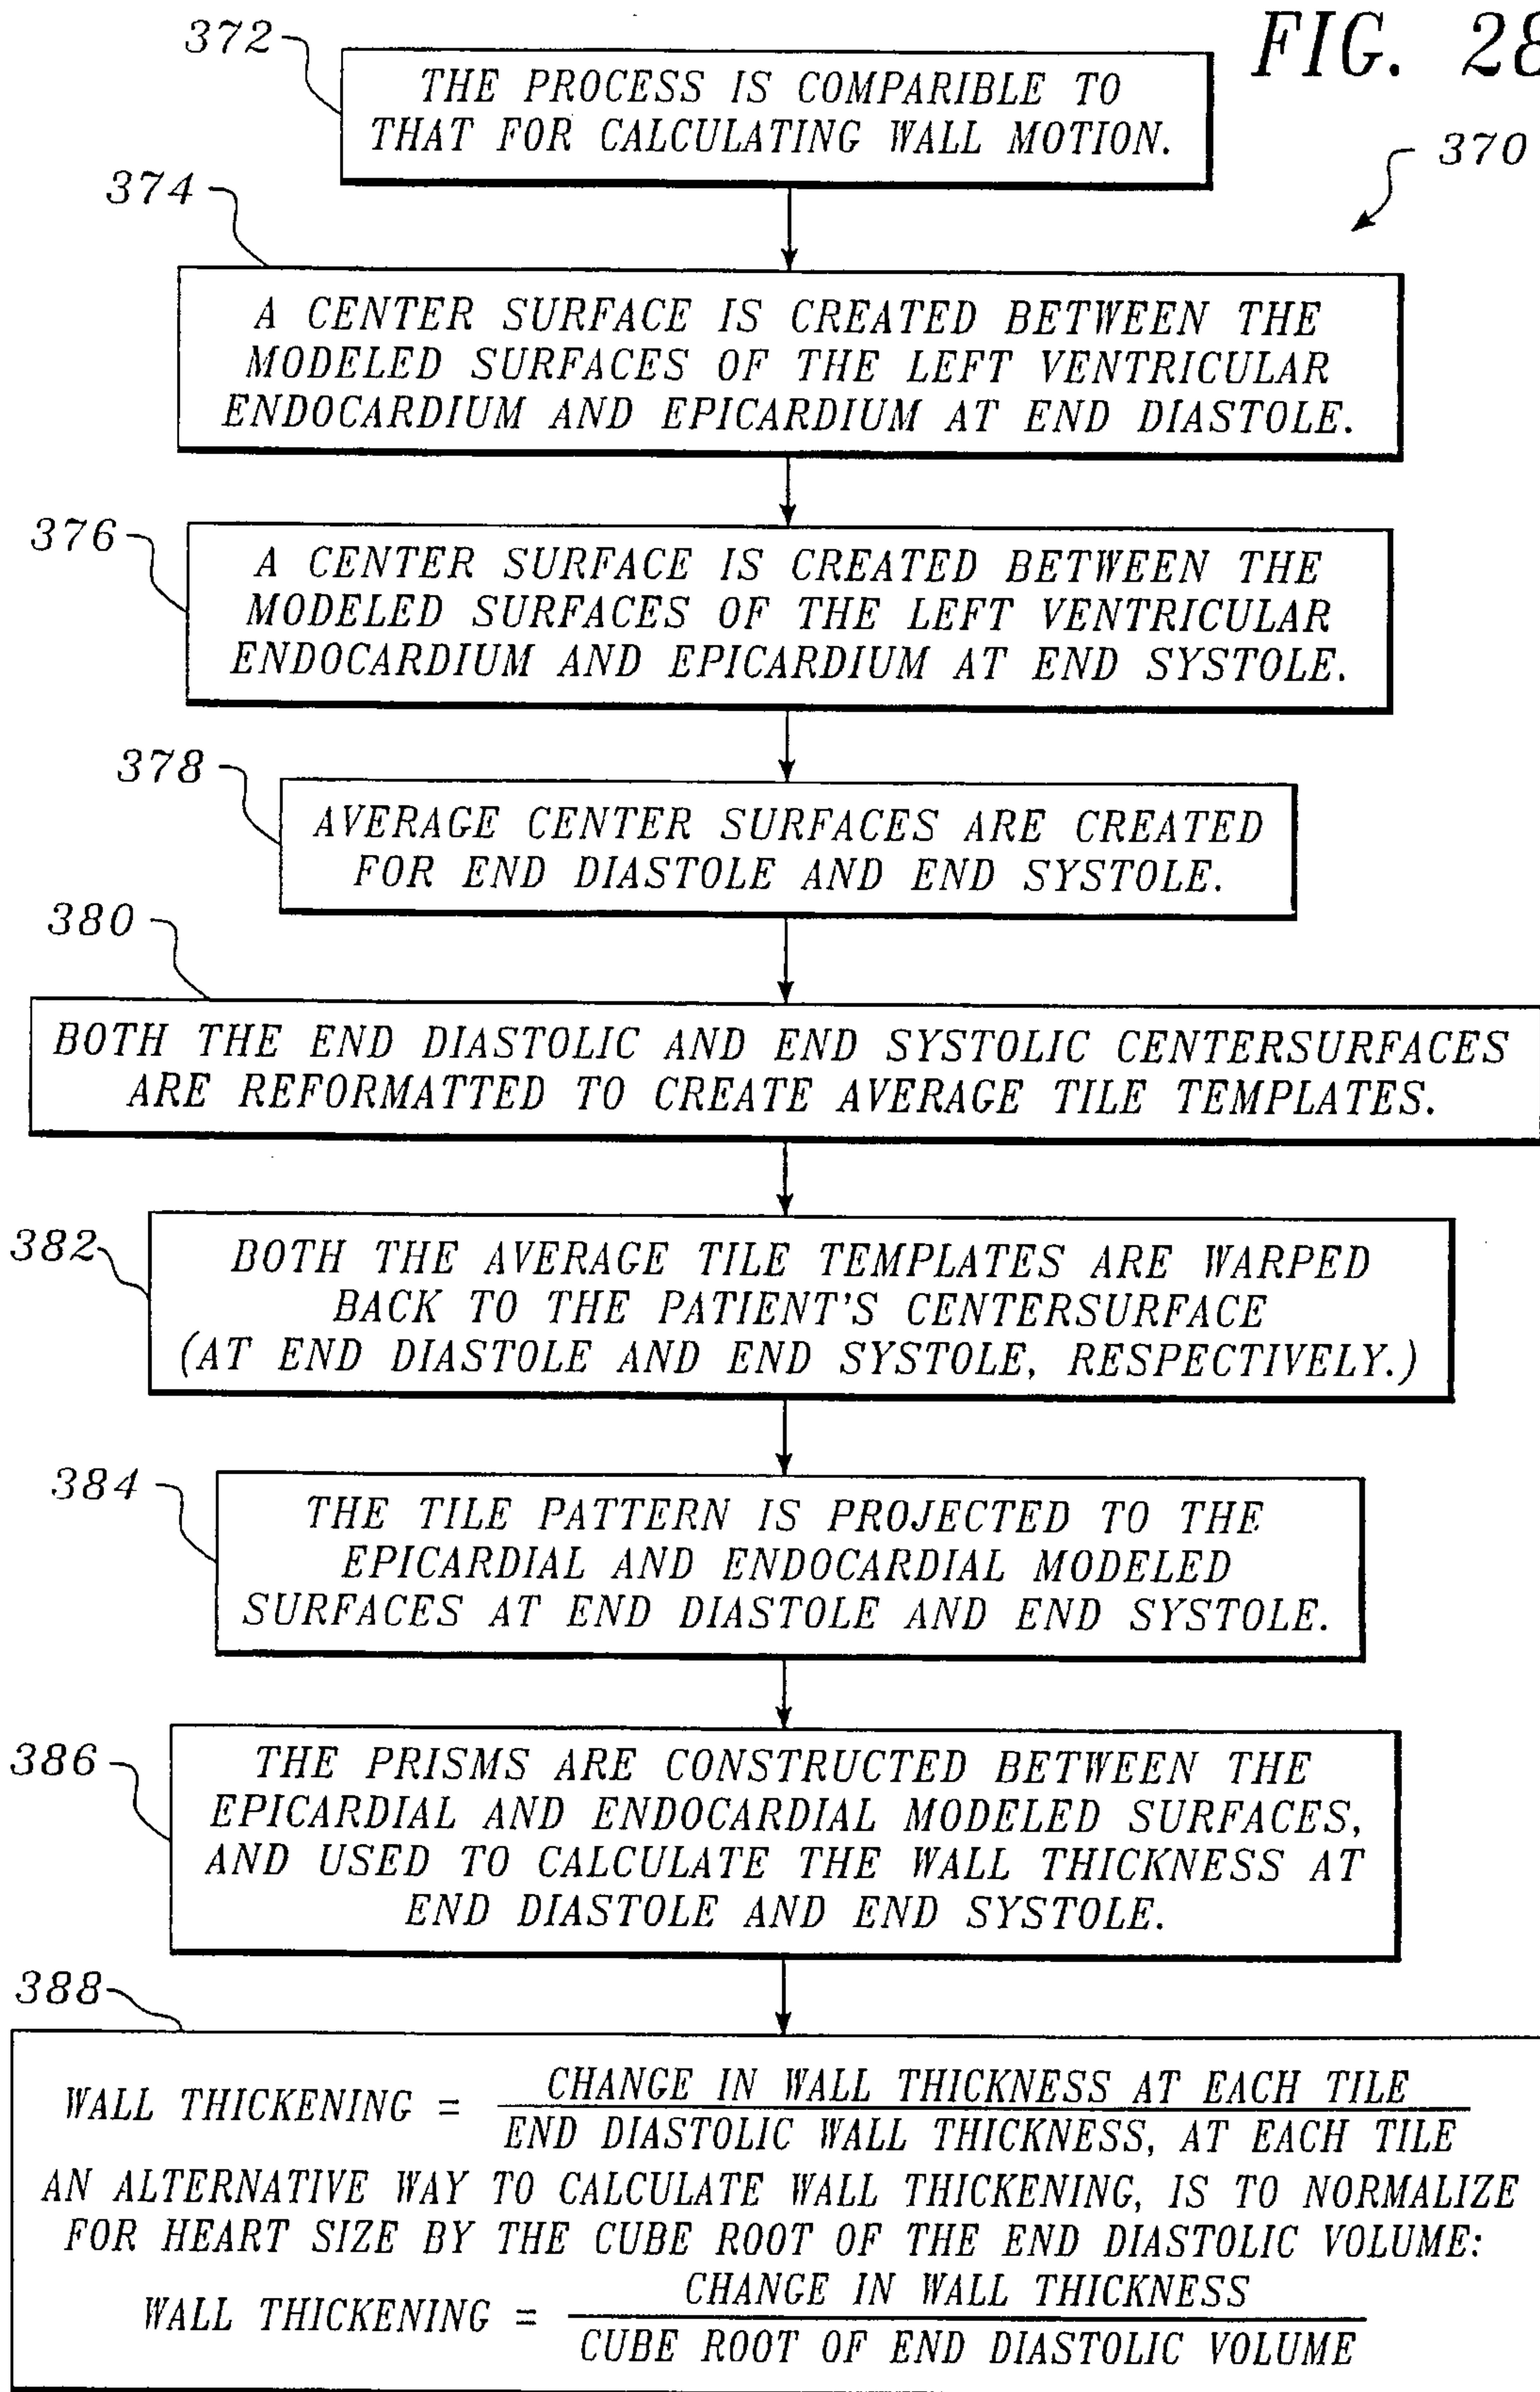 FIG. 28
370
372
THE PROCESS IS COMPARIBLE TO
THAT FOR CALCULATING WALL MOTION.
374
A CENTER SURFACE IS CREATED BETWEEN THE
MODELED SURFACES OF THE LEFT VENTRICULAR
ENDOCARDIUM AND EPICARDIUM AT END DIASTOLE.
376
A CENTER SURFACE IS CREATED BETWEEN THE
MODELED SURFACES OF THE LEFT VENTRICULAR
ENDOCARDIUM AND EPICARDIUM AT END SYSTOLE.
378
AVERAGE CENTER SURFACES ARE CREATED
FOR END DIASTOLE AND END SYSTOLE.
380
BOTH THE END DIASTOLIC AND END SYSTOLIC CENTERSURFACES
ARE REFORMATTED TO CREATE AVERAGE TILE TEMPLATES.
382
BOTH THE AVERAGE TILE TEMPLATES ARE WARPED
BACK TO THE PATIENT'S CENTERSURFACE
(AT END DIASTOLE AND END SYSTOLE, RESPECTIVELY.)
384
THE TILE PATTERN IS PROJECTED TO THE
EPICARDIAL AND ENDOCARDIAL MODELED
SURFACES AT END DIASTOLE AND END SYSTOLE.
386
THE PRISMS ARE CONSTRUCTED BETWEEN THE
EPICARDIAL AND ENDOCARDIAL MODELED SURFACES,
AND USED TO CALCULATE THE WALL THICKNESS AT
END DIASTOLE AND END SYSTOLE.
388
CHANGE IN WALL THICKNESS AT EACH TILE
WALL THICKENING =
END DIASTOLIC WALL THICKNESS, AT EACH TILE
AN ALTERNATIVE WAY TO CALCULATE WALL THICKENING, IS TO NORMALIZE
FOR HEART SIZE BY THE CUBE ROOT OF THE END DIASTOLIC VOLUME:
CHANGE IN WALL THICKNESS
WALL THICKENING =
CUBE ROOT OF END DIASTOLIC VOLUME